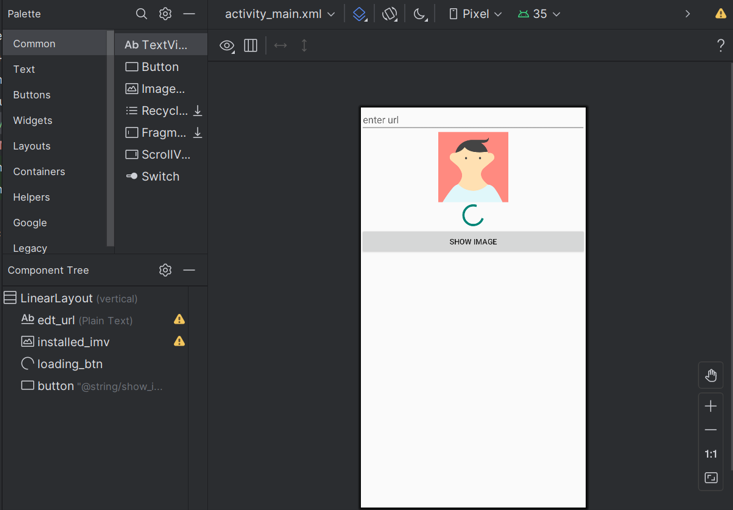 Palette
activity_main.xml
Pixel
35
Common
Text
Buttons
Widgets
Layouts
Containers
Helpers
Google
Legacy
Ab TextVi...
Button
Image...
Recycl...
Fragm...
ScrollV...
Switch
?
Component Tree
LinearLayout (vertical)
Ab edt_url (Plain Text)
installed_imv
loading_btn
button "@string/show_i...
enter url
SHOW IMAGE
1:1